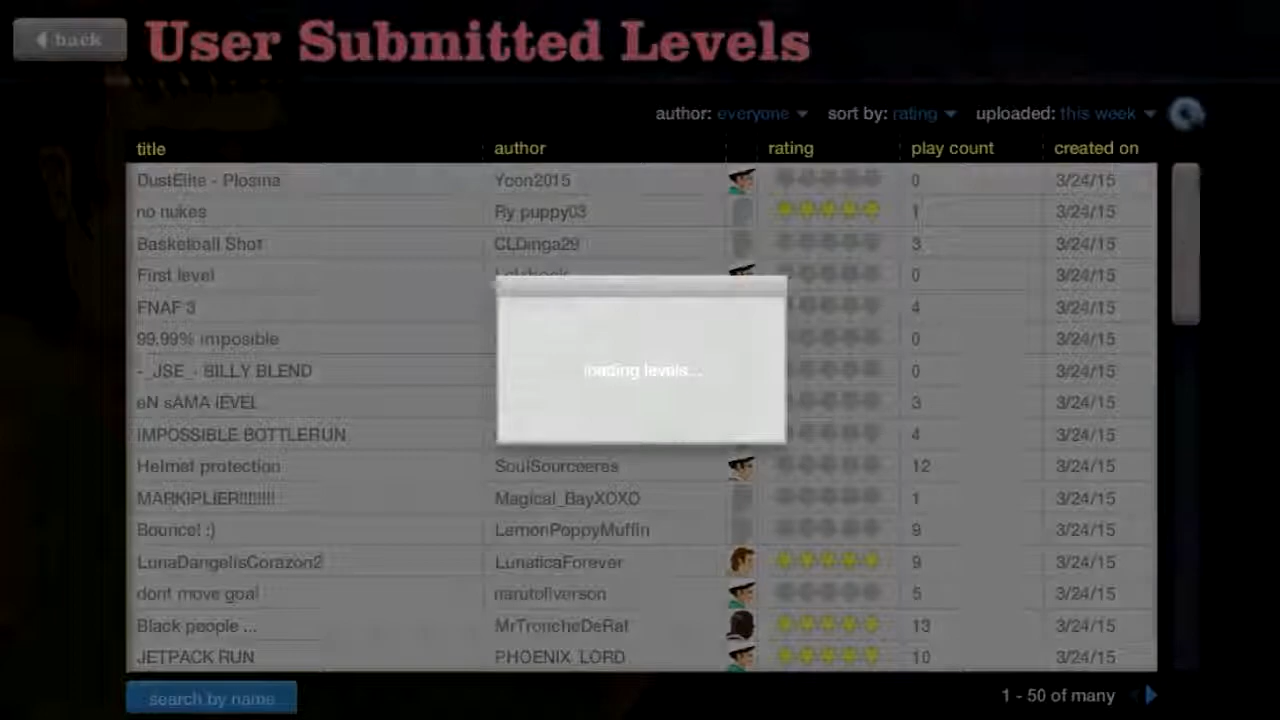 back
User Submitted Levels
author: everyone sort by: rating uploaded: this week
title author rating play count created on
DustElite - Plosina Yoon2015 0 3/24/15
no nukes Ry puppy03 1 3/24/15
Basketball Shot CLDinga29 3 3/24/15
First level 0 3/24/15
FNAF 3 4 3/24/15
99.99% imposible 0 3/24/15
-_JSE_- BILLY BLEND 0 3/24/15
eN sAMA lEVEL 3 3/24/15
loading levels...
IMPOSSIBLE BOTTLERUN 4 3/24/15
Helmet protection SoulSourceeres 12 3/24/15
MARKIPLIER!!!!!!!! Magical_BayXOXO 1 3/24/15
Bounce! :) LemonPoppyMuffin 9 3/24/15
LunaDangelisCorazon2 LunaticaForever 9 3/24/15
dont move goal narutoliverson 5 3/24/15
Black people ... MrTroncheDeRat 13 3/24/15
JETPACK RUN PHOENIX_LORD 10 3/24/15
search by name 1 - 50 of many